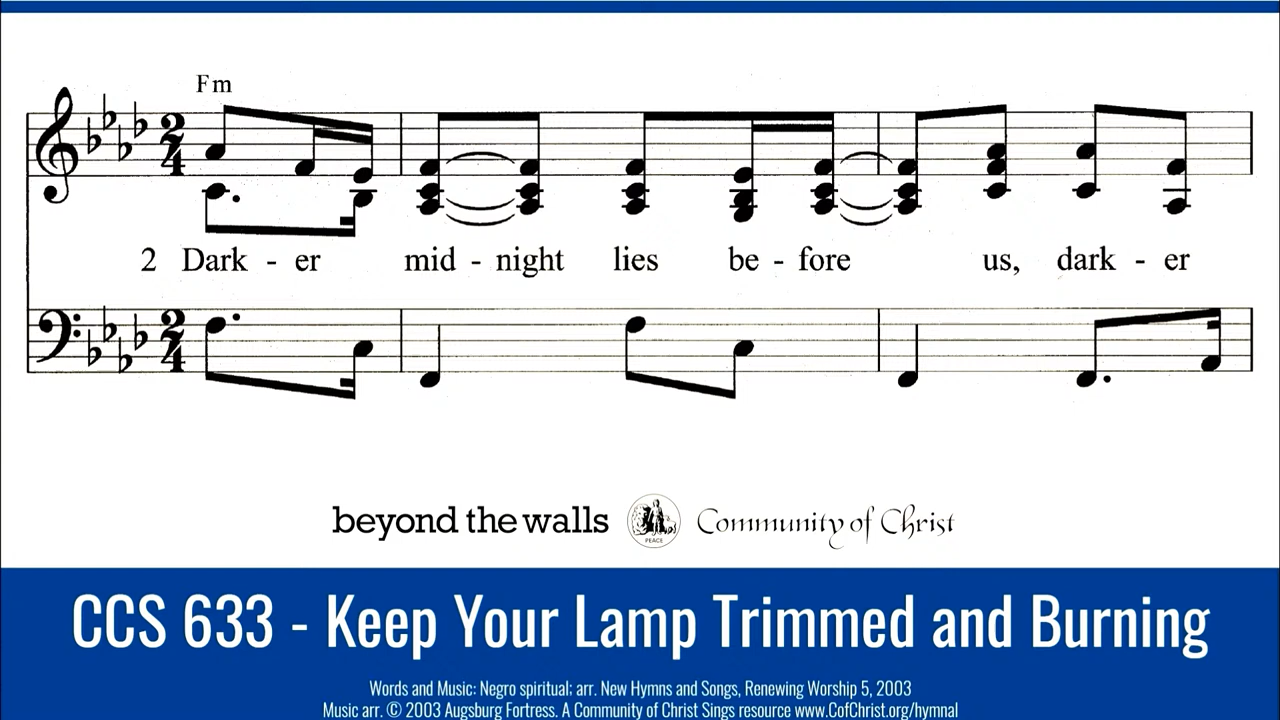 Fm
2 Dark - er mid - night lies be - fore us, dark - er
beyond the walls PEACE Community of Christ
CCS 633 - Keep Your Lamp Trimmed and Burning
Words and Music: Negro spiritual; arr. New Hymns and Songs, Renewing Worship 5, 2003
Music arr. © 2003 Augsburg Fortress. A Community of Christ Sings resource www.CofChrist.org/hymnal